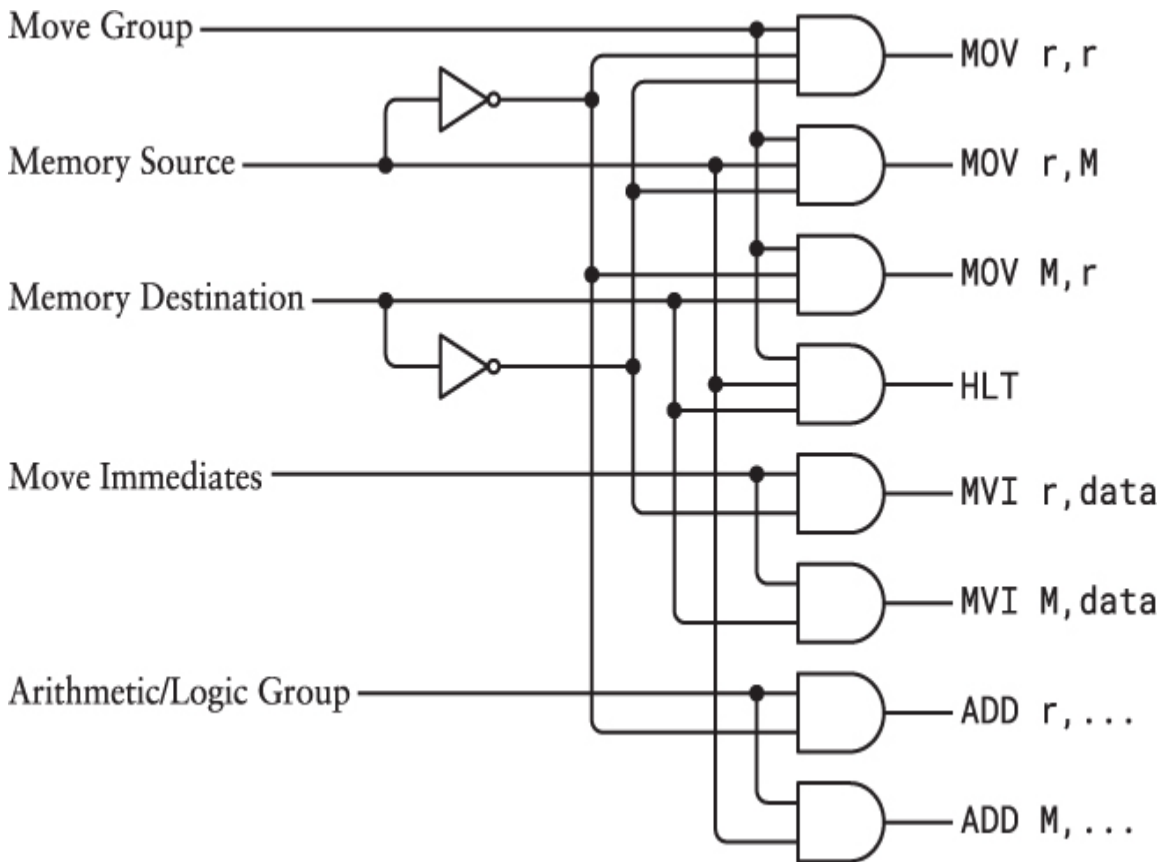 Move Group
MOV r,r
Memory Source
MOV r,M
MOV M,r
Memory Destination
HLT
Move Immediates
MVI r,data
MVI M,data
Arithmetic/Logic Group
ADD r,...
ADD M,...